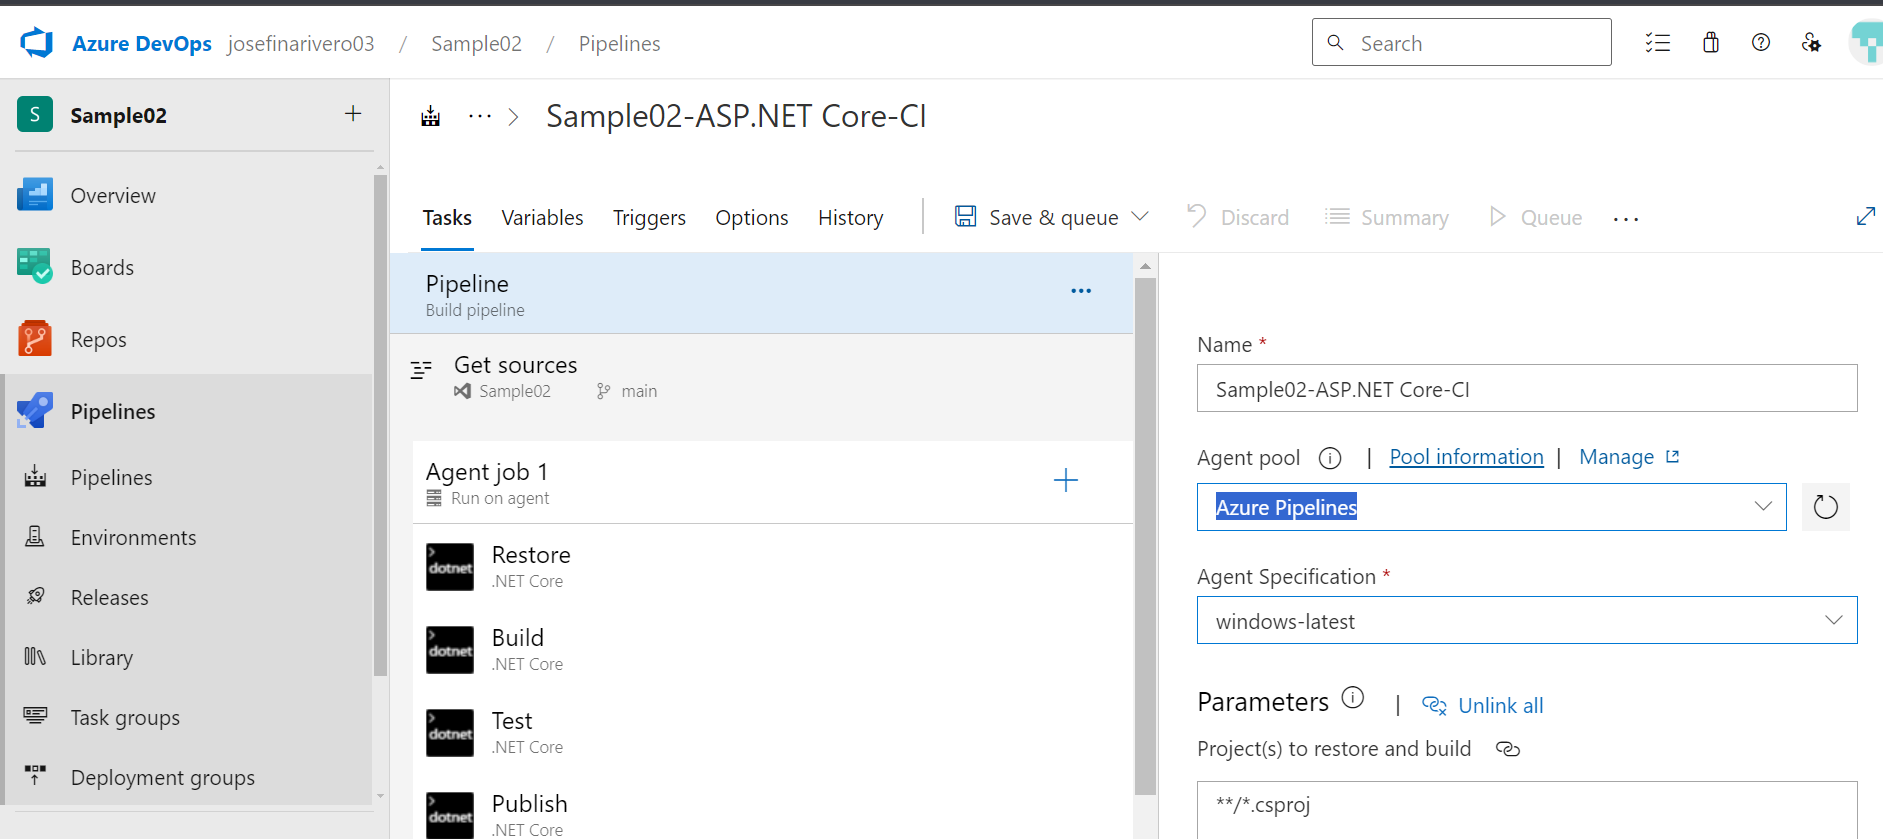 Azure DevOps josefinarivero03 / Sample02 / Pipelines
Search
S Sample02 +
Overview
Boards
Repos
Pipelines
Pipelines
Environments
Releases
Library
Task groups
Deployment groups
... > Sample02-ASP.NET Core-CI
Tasks Variables Triggers Options History Save & queue Discard Summary Queue ...
Pipeline ...
Build pipeline
Get sources
Sample02 main
Agent job 1 +
Run on agent
dotnet Restore
.NET Core
dotnet Build
.NET Core
dotnet Test
.NET Core
dotnet Publish
.NET Core
Name *
Sample02-ASP.NET Core-CI
Agent pool | Pool information | Manage
Azure Pipelines
Agent Specification *
windows-latest
Parameters | Unlink all
Project(s) to restore and build
**/*.csproj